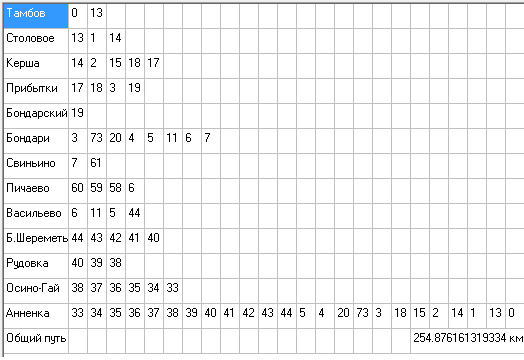 Тамбов 0 13
Столовое 13 1 14
Керша 14 2 15 18 17
Прибытки 17 18 3 19
Бондарский 19
Бондари 3 73 20 4 5 11 6 7
Свиньино 7 61
Пичаево 60 59 58 6
Васильево 6 11 5 44
Б.Шереметь 44 43 42 41 40
Рудовка 40 39 38
Осино-Гай 38 37 36 35 34 33
Анненка 33 34 35 36 37 38 39 40 41 42 43 44 5 4 20 73 3 18 15 2 14 1 13 0
Общий путь 254.876161319334 км